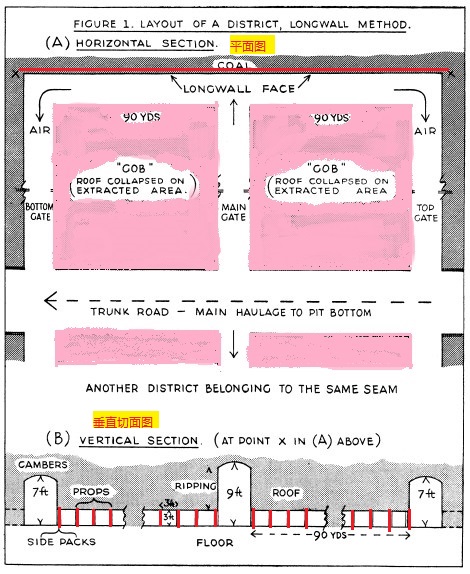 FIGURE 1. LAYOUT OF A DISTRICT, LONGWALL METHOD.
(A) HORIZONTAL SECTION. 平面图
COAL
X X
LONGWALL FACE
90 YDS 90 YDS
AIR AIR
"GOB" "GOB"
(ROOF COLLAPSED ON EXTRACTED AREA.) (ROOF COLLAPSED ON EXTRACTED AREA.)
BOTTOM GATE MAIN GATE TOP GATE
TRUNK ROAD – MAIN HAULAGE TO PIT BOTTOM
ANOTHER DISTRICT BELONGING TO THE SAME SEAM
垂直切面图
(B) VERTICAL SECTION. (AT POINT X IN (A) ABOVE)
CAMBERS
7ft PROPS RIPPING 9ft ROOF 7ft
3ft
3ft
SIDE PACKS FLOOR 90 YDS